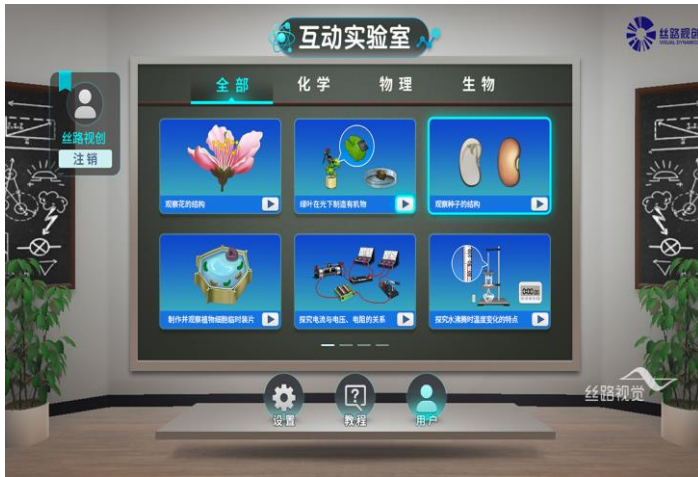 互动实验室
丝路视创
VISUAL DYNAMICS
全部 化学 物理 生物
丝路视创
注销
观察花的结构
绿叶在光下制造有机物
观察种子的结构
制作并观察植物细胞临时装片
探究电流与电压、电阻的关系
探究水沸腾时温度变化的特点
设置
教程
用户
丝路视觉